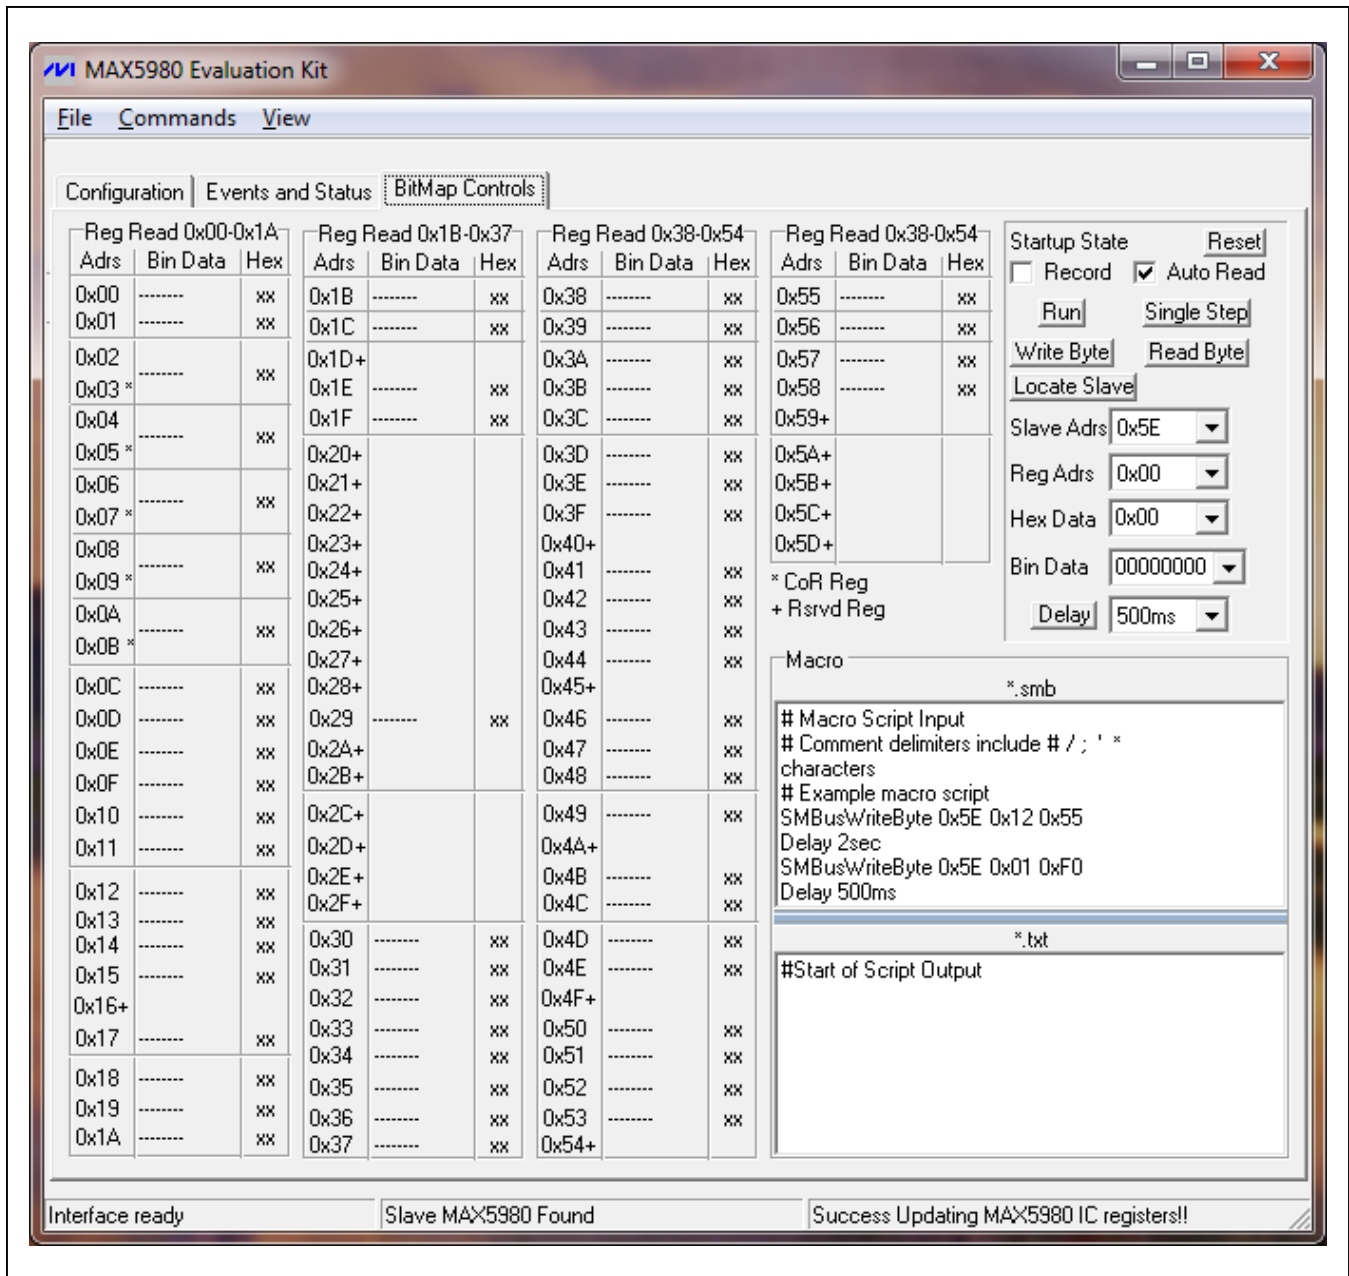 MAX5980 Evaluation Kit
File Commands View
Configuration Events and Status BitMap Controls
Reg Read 0x00-0x1A
Adrs Bin Data Hex
0x00 -------- xx
0x01 -------- xx
0x02
-------- xx
0x03 *
0x04
-------- xx
0x05 *
0x06
-------- xx
0x07 *
0x08
-------- xx
0x09 *
0x0A
-------- xx
0x0B *
0x0C -------- xx
0x0D -------- xx
0x0E -------- xx
0x0F -------- xx
0x10 -------- xx
0x11 -------- xx
0x12 -------- xx
0x13 -------- xx
0x14 -------- xx
0x15 -------- xx
0x16+
0x17 -------- xx
0x18 -------- xx
0x19 -------- xx
0x1A -------- xx
Reg Read 0x1B-0x37
Adrs Bin Data Hex
0x1B -------- xx
0x1C -------- xx
0x1D+
0x1E -------- xx
0x1F -------- xx
0x20+
0x21+
0x22+
0x23+
0x24+
0x25+
0x26+
0x27+
0x28+
0x29 -------- xx
0x2A+
0x2B+
0x2C+
0x2D+
0x2E+
0x2F+
0x30 -------- xx
0x31 -------- xx
0x32 -------- xx
0x33 -------- xx
0x34 -------- xx
0x35 -------- xx
0x36 -------- xx
0x37 -------- xx
Reg Read 0x38-0x54
Adrs Bin Data Hex
0x38 -------- xx
0x39 -------- xx
0x3A -------- xx
0x3B -------- xx
0x3C -------- xx
0x3D -------- xx
0x3E -------- xx
0x3F -------- xx
0x40+
0x41 -------- xx
0x42 -------- xx
0x43 -------- xx
0x44 -------- xx
0x45+
0x46 -------- xx
0x47 -------- xx
0x48 -------- xx
0x49 -------- xx
0x4A+
0x4B -------- xx
0x4C -------- xx
0x4D -------- xx
0x4E -------- xx
0x4F+
0x50 -------- xx
0x51 -------- xx
0x52 -------- xx
0x53 -------- xx
0x54+
Reg Read 0x38-0x54
Adrs Bin Data Hex
0x55 -------- xx
0x56 -------- xx
0x57 -------- xx
0x58 -------- xx
0x59+
0x5A+
0x5B+
0x5C+
0x5D+
* CoR Reg
+ Rsrvd Reg
Startup State Reset
Record Auto Read
Run Single Step
Write Byte Read Byte
Locate Slave
Slave Adrs 0x5E
Reg Adrs 0x00
Hex Data 0x00
Bin Data 00000000
Delay 500ms
Macro
*.smb
# Macro Script Input
# Comment delimiters include # / ; ' *
characters
# Example macro script
SMBusWriteByte 0x5E 0x12 0x55
Delay 2sec
SMBusWriteByte 0x5E 0x01 0xF0
Delay 500ms
*.txt
#Start of Script Output
Interface ready Slave MAX5980 Found Success Updating MAX5980 IC registers!!